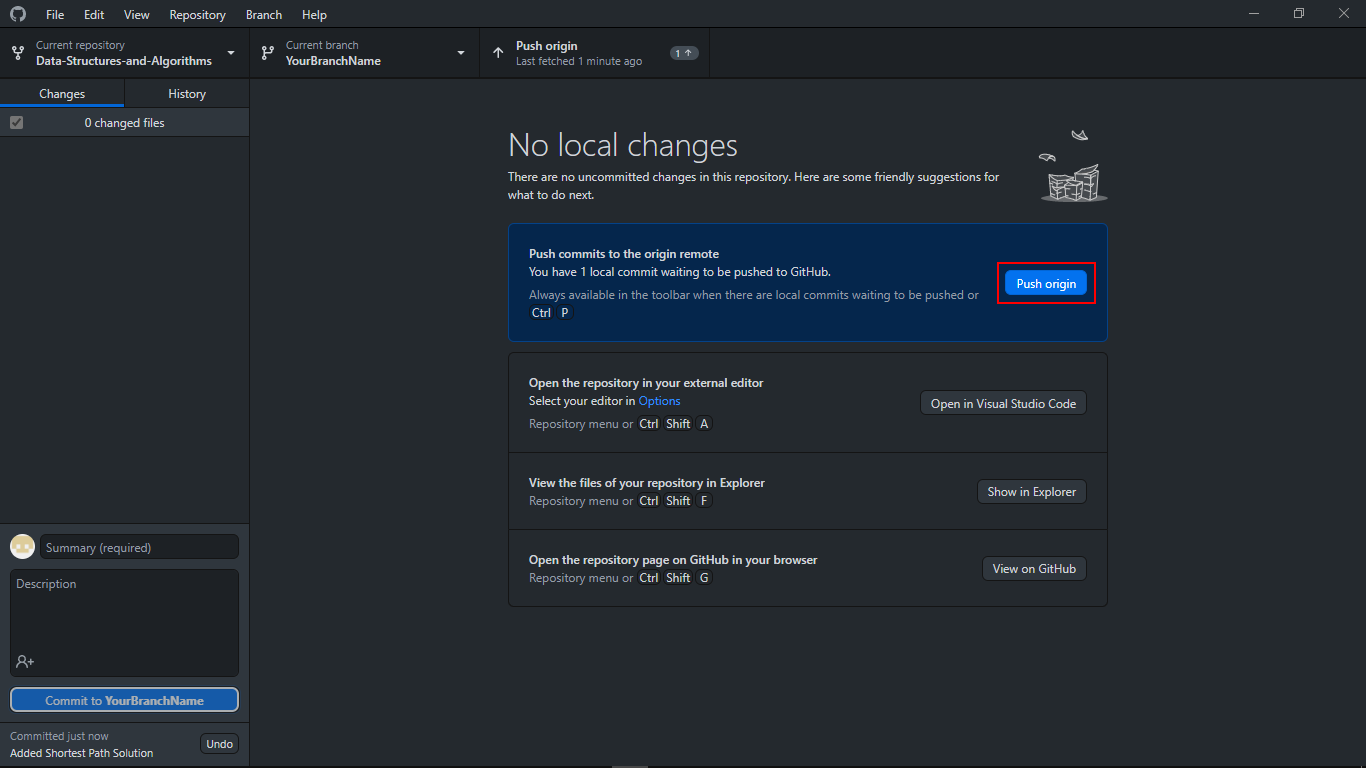 File Edit View Repository Branch Help
Current repository
Data-Structures-and-Algorithms
Current branch
YourBranchName
Push origin
Last fetched 1 minute ago
1
Changes History
0 changed files
No local changes
There are no uncommitted changes in this repository. Here are some friendly suggestions for
what to do next.
Push commits to the origin remote
You have 1 local commit waiting to be pushed to GitHub.
Always available in the toolbar when there are local commits waiting to be pushed or
Ctrl P
Push origin
Open the repository in your external editor
Select your editor in Options
Repository menu or Ctrl Shift A
Open in Visual Studio Code
View the files of your repository in Explorer
Repository menu or Ctrl Shift F
Show in Explorer
Open the repository page on GitHub in your browser
Repository menu or Ctrl Shift G
View on GitHub
Summary (required)
Description
Commit to YourBranchName
Committed just now
Added Shortest Path Solution
Undo